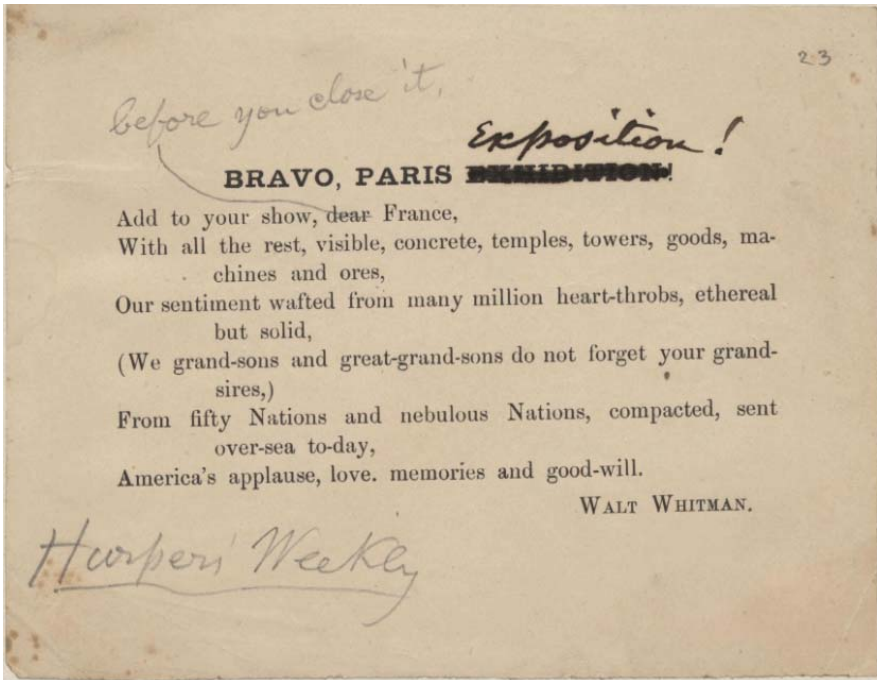 23
before you close it,
Exposition!
BRAVO, PARIS EXHIBITION!
Add to your show, dear France,
With all the rest, visible, concrete, temples, towers, goods, ma-
chines and ores,
Our sentiment wafted from many million heart-throbs, ethereal
but solid,
(We grand-sons and great-grand-sons do not forget your grand-
sires,)
From fifty Nations and nebulous Nations, compacted, sent
over-sea to-day,
America's applause, love. memories and good-will.
WALT WHITMAN.
Harpers' Weekly